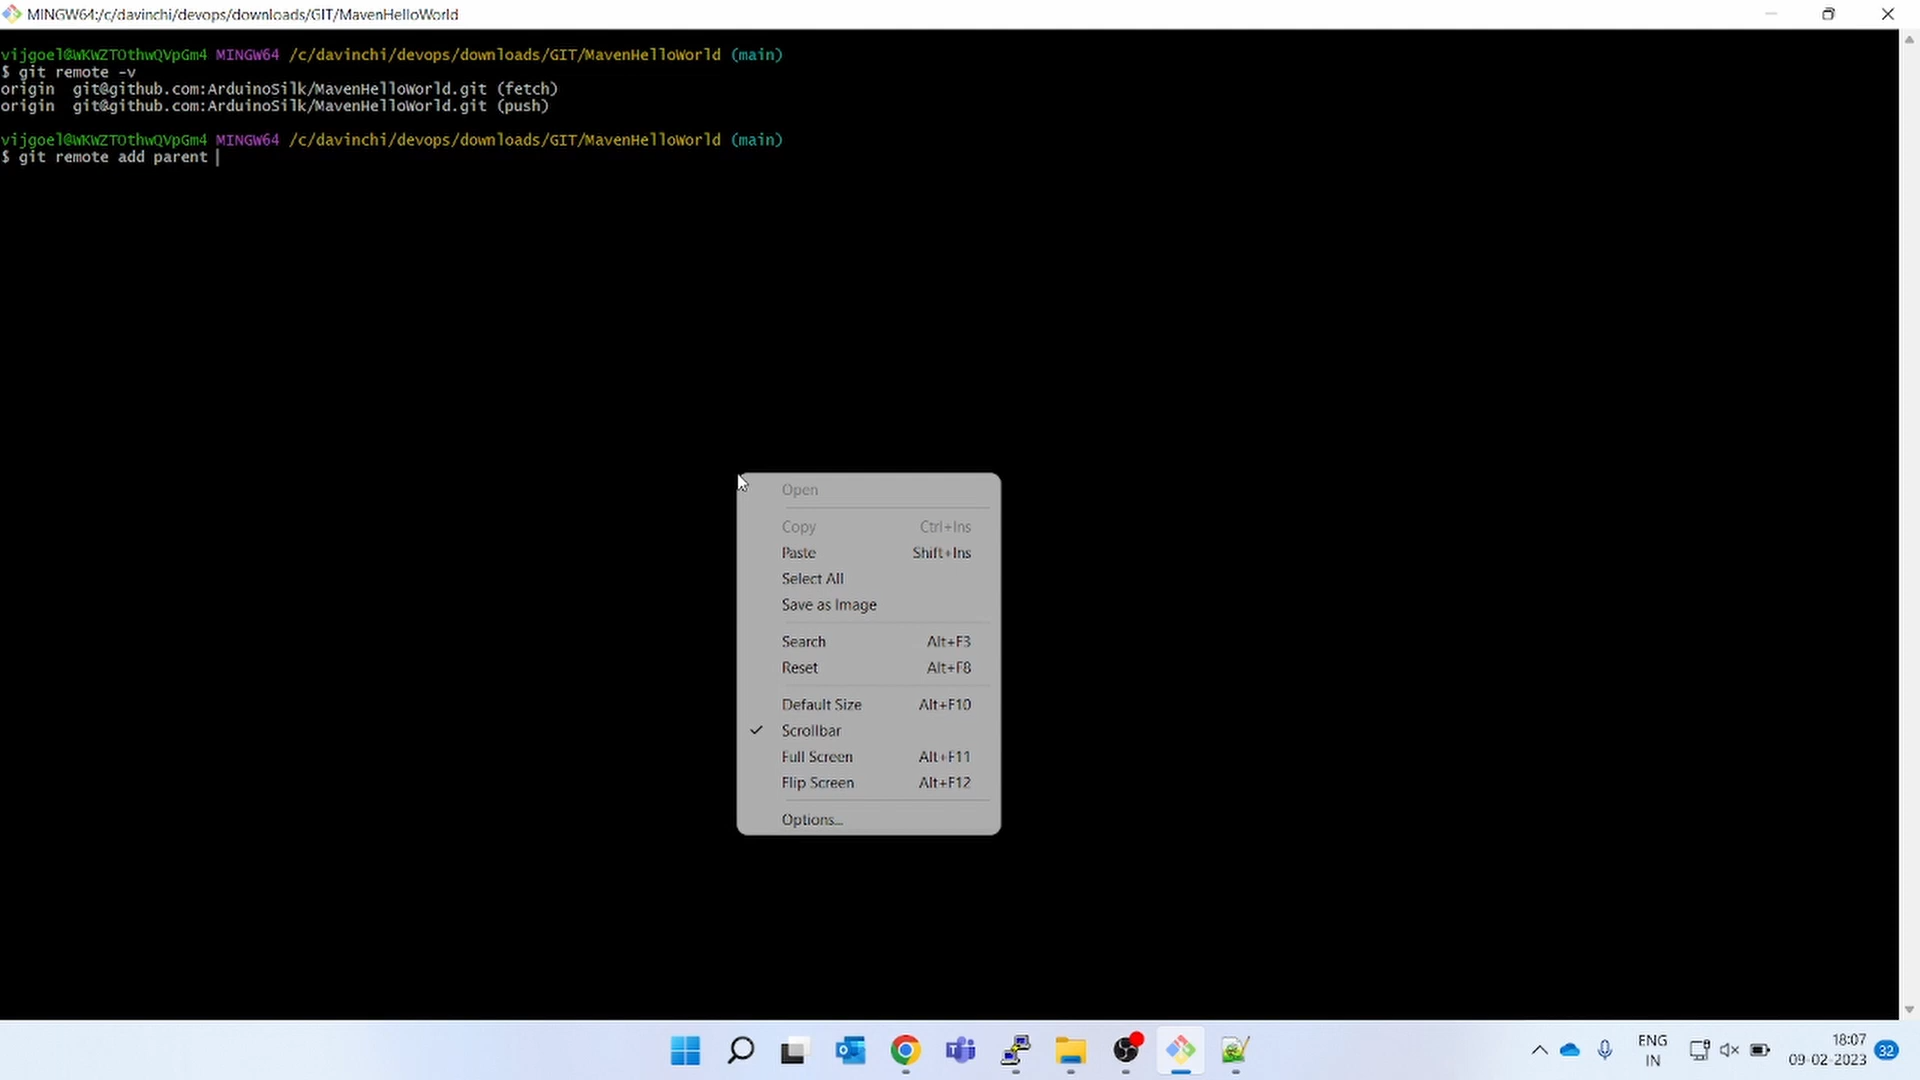 MINGW64:/c/davinchi/devops/downloads/GIT/MavenHelloWorld
vijgoel@WKWZTOthwQVpGm4 MINGW64 /c/davinchi/devops/downloads/GIT/MavenHelloWorld (main)
$ git remote -v
origin  git@github.com:ArduinoSilk/MavenHelloWorld.git (fetch)
origin  git@github.com:ArduinoSilk/MavenHelloWorld.git (push)
vijgoel@WKWZTOthwQVpGm4 MINGW64 /c/davinchi/devops/downloads/GIT/MavenHelloWorld (main)
$ git remote add parent
Open
Copy Ctrl+Ins
Paste Shift+Ins
Select All
Save as Image
Search Alt+F3
Reset Alt+F8
Default Size Alt+F10
Scrollbar
Full Screen Alt+F11
Flip Screen Alt+F12
Options...
ENG
IN
18:07
09-02-2023
32